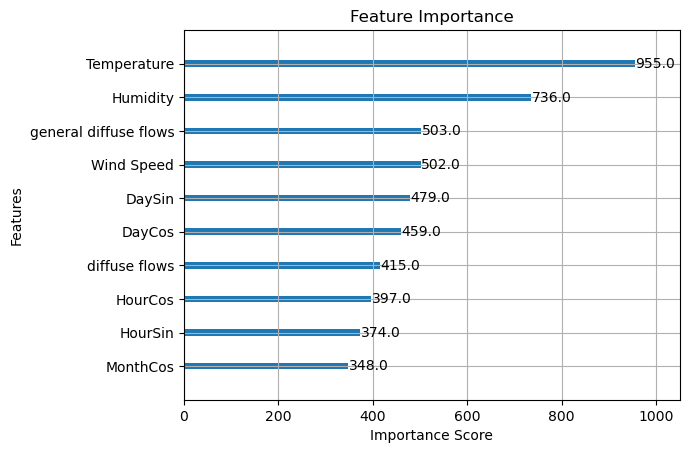 Feature Importance
Temperature 955.0
Humidity 736.0
general diffuse flows 503.0
Wind Speed 502.0
DaySin 479.0
DayCos 459.0
diffuse flows 415.0
HourCos 397.0
HourSin 374.0
MonthCos 348.0
Features
0 200 400 600 800 1000
Importance Score